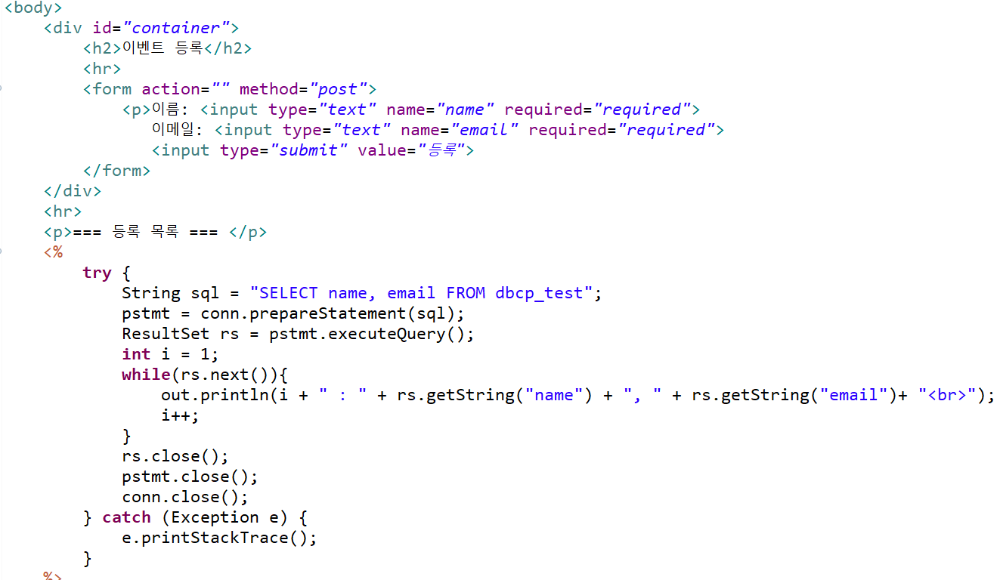 <body>
<div id="container">
<h2>이벤트 등록</h2>
<hr>
<form action="" method="post">
<p>이름: <input type="text" name="name" required="required">
이메일: <input type="text" name="email" required="required">
<input type="submit" value="등록">
</form>
</div>
<hr>
<p>=== 등록 목록 === </p>
<%
try {
String sql = "SELECT name, email FROM dbcp_test";
pstmt = conn.prepareStatement(sql);
ResultSet rs = pstmt.executeQuery();
int i = 1;
while(rs.next()){
out.println(i + " : " + rs.getString("name") + ", " + rs.getString("email")+ "<br>");
i++;
}
rs.close();
pstmt.close();
conn.close();
} catch (Exception e) {
e.printStackTrace();
}
%>